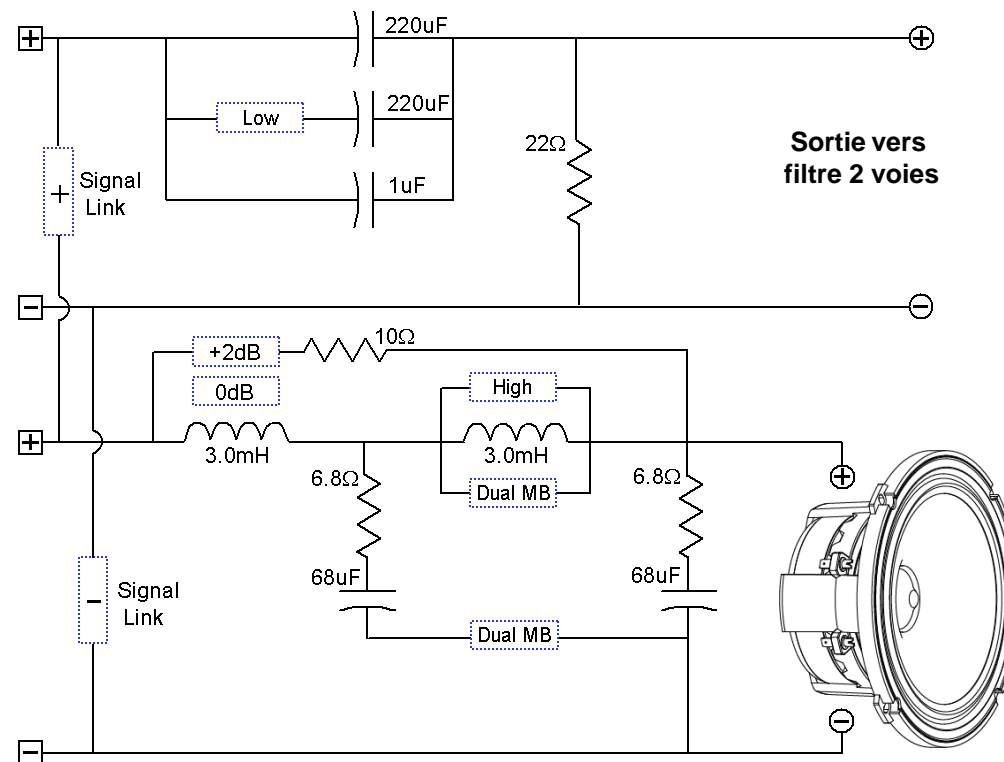 +
220uF
+
Low
220uF
22Ω
Sortie vers
filtre 2 voies
+
Signal
Link
1uF
-
-
+2dB
10Ω
0dB
High
+
3.0mH
3.0mH
6.8Ω
Dual MB
6.8Ω
+
68uF
68uF
-
Signal
Link
Dual MB
-
-